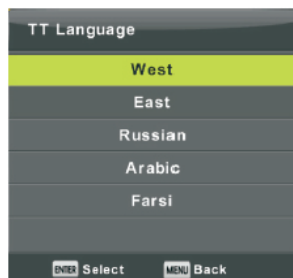 TT Language
West
East
Russian
Arabic
Farsi
ENTER Select MENU Back